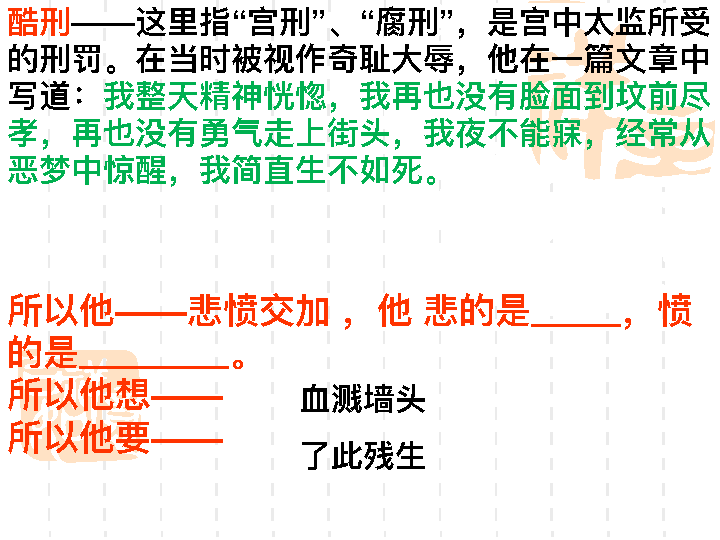 酷刑——这里指“宫刑”、“腐刑”，是宫中太监所受
的刑罚。在当时被视作奇耻大辱，他在一篇文章中
写道：我整天精神恍惚，我再也没有脸面到坟前尽
孝，再也没有勇气走上街头，我夜不能寐，经常从
恶梦中惊醒，我简直生不如死。
所以他——悲愤交加 ，他 悲的是_____，愤
的是________。
所以他想—— 血溅墙头
所以他要—— 了此残生